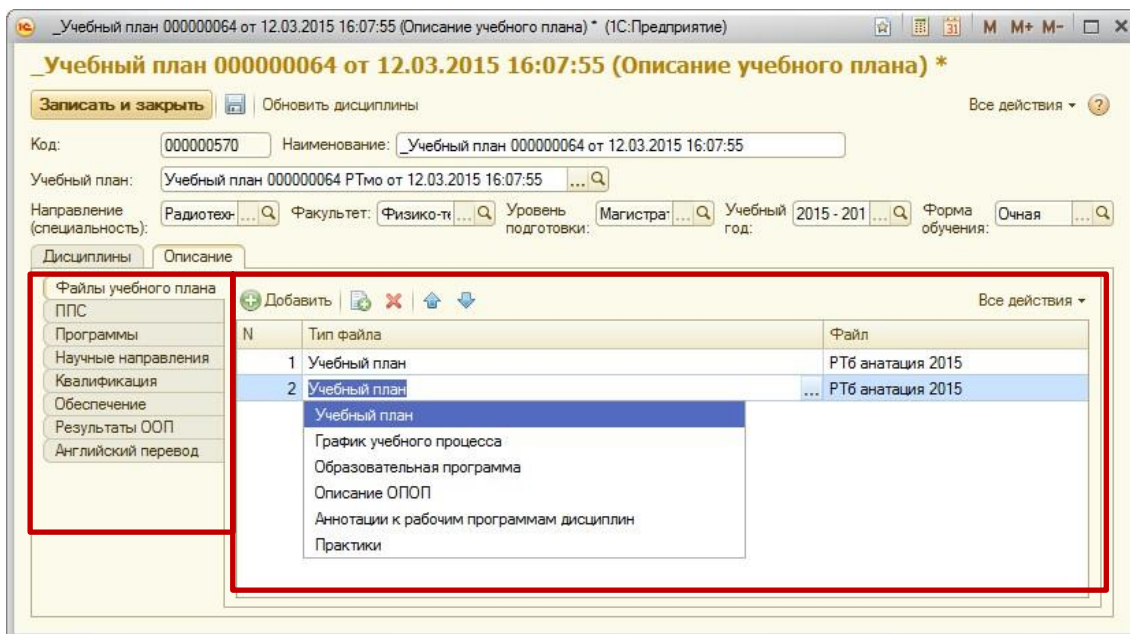 _Учебный план 000000064 от 12.03.2015 16:07:55 (Описание учебного плана) * (1С:Предприятие)
31 M M+ M-
_Учебный план 000000064 от 12.03.2015 16:07:55 (Описание учебного плана) *
Записать и закрыть Обновить дисциплины Все действия
Код: 000000570 Наименование: _Учебный план 000000064 от 12.03.2015 16:07:55
Учебный план: Учебный план 000000064 РТмо от 12.03.2015 16:07:55 ...
Направление (специальность): Радиотехн ... Факультет: Физико-те ... Уровень подготовки: Магистрат ... Учебный год: 2015 - 201 ... Форма обучения: Очная ...
Дисциплины Описание
Файлы учебного плана
ППС
Программы
Научные направления
Квалификация
Обеспечение
Результаты ООП
Английский перевод
Добавить Все действия
N Тип файла Файл
1 Учебный план РТб анатация 2015
2 Учебный план ... РТб анатация 2015
Учебный план
График учебного процесса
Образовательная программа
Описание ОПОП
Аннотации к рабочим программам дисциплин
Практики